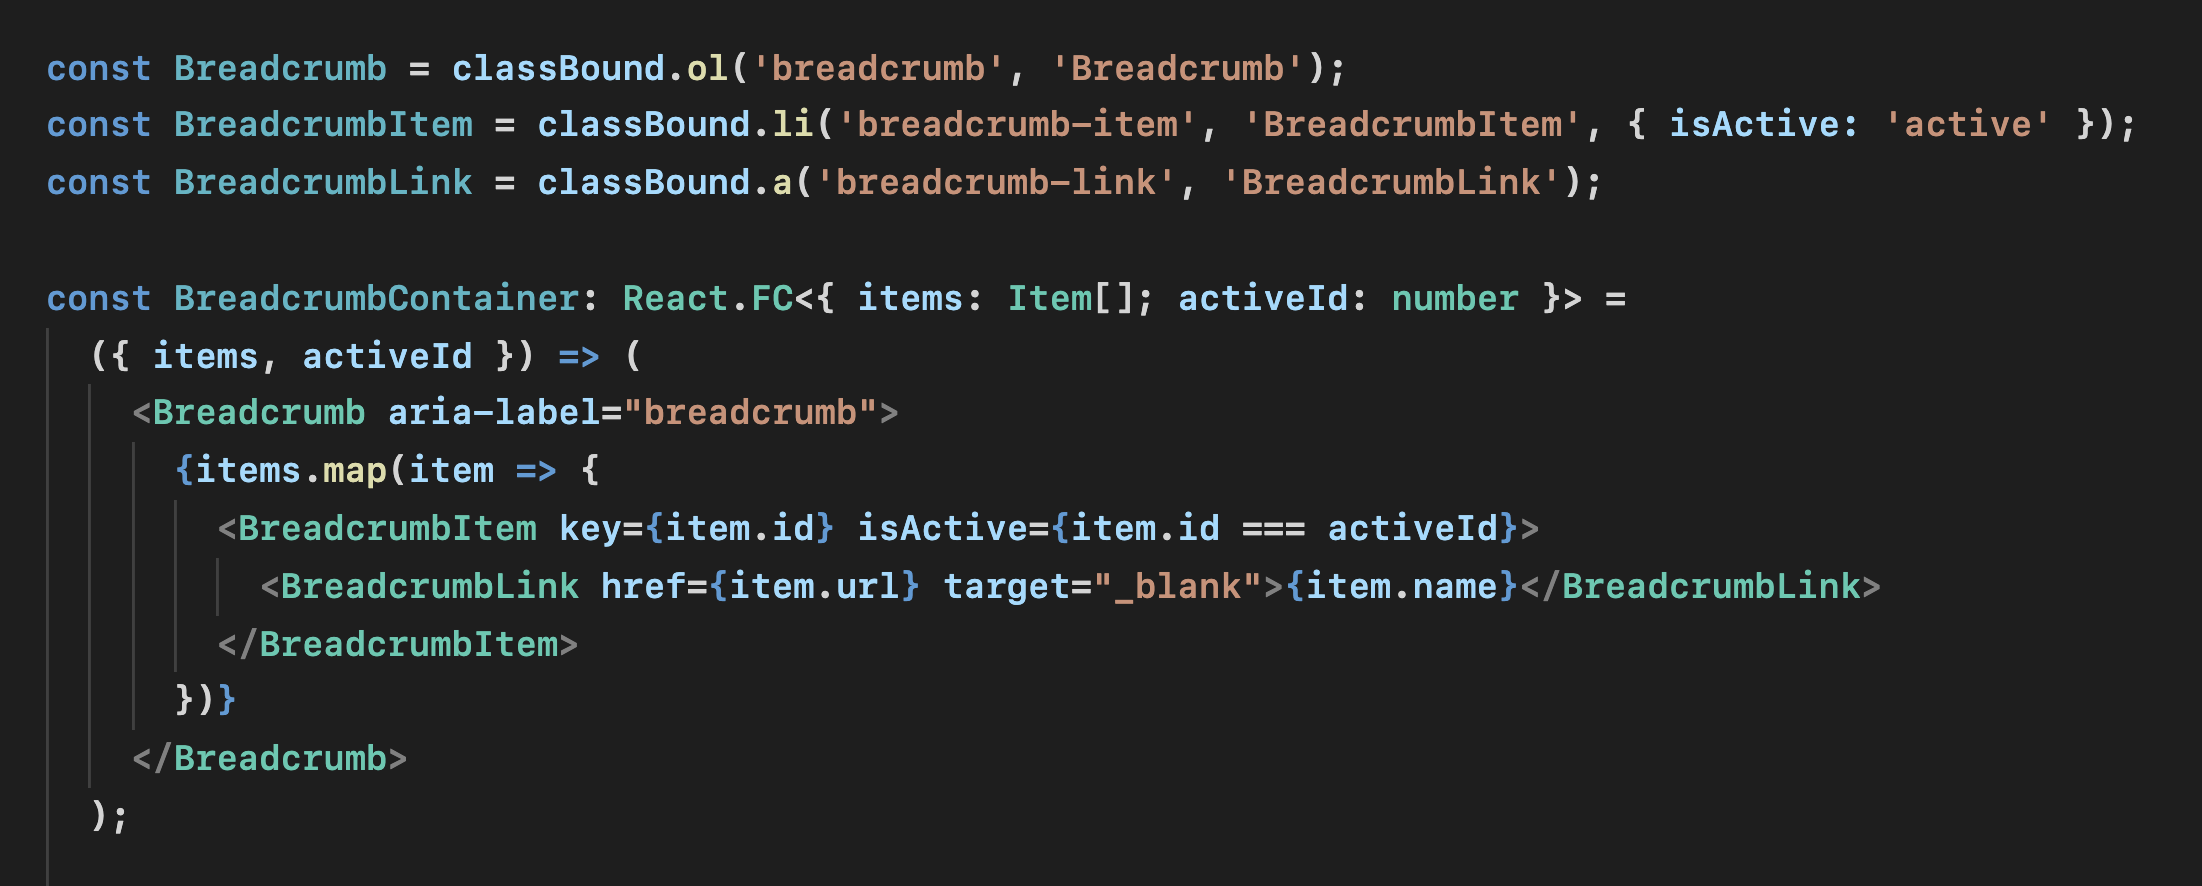 const Breadcrumb = classBound.ol('breadcrumb', 'Breadcrumb');
const BreadcrumbItem = classBound.li('breadcrumb-item', 'BreadcrumbItem', { isActive: 'active' });
const BreadcrumbLink = classBound.a('breadcrumb-link', 'BreadcrumbLink');

const BreadcrumbContainer: React.FC<{ items: Item[]; activeId: number }> =
  ({ items, activeId }) => (
    <Breadcrumb aria-label="breadcrumb">
      {items.map(item => {
        <BreadcrumbItem key={item.id} isActive={item.id === activeId}>
          <BreadcrumbLink href={item.url} target="_blank">{item.name}</BreadcrumbLink>
        </BreadcrumbItem>
      })}
    </Breadcrumb>
  );